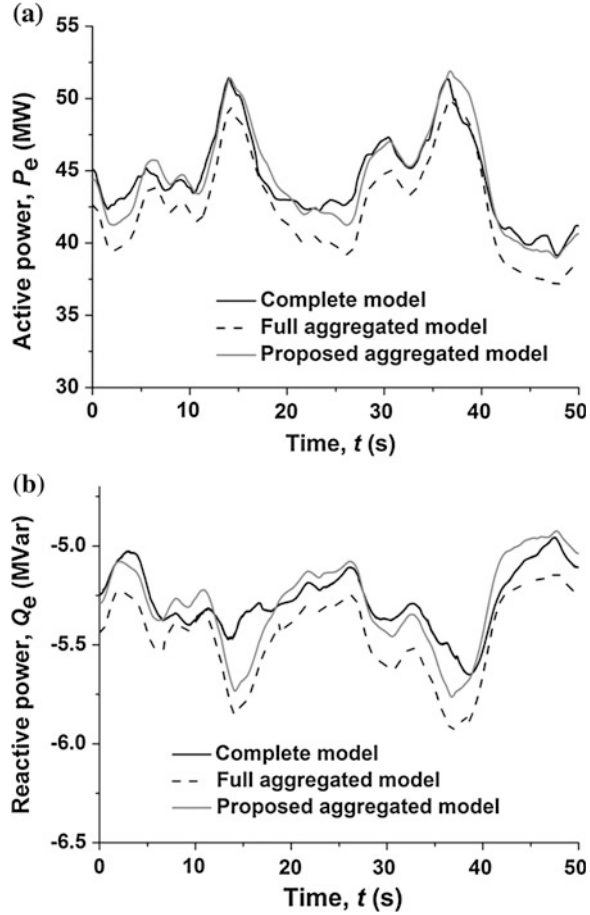 (a)
55
50
45
40
35
30
Active power, Pe (MW)
Complete model
Full aggregated model
Proposed aggregated model
0 10 20 30 40 50
Time, t (s)
(b)
-5.0
-5.5
-6.0
-6.5
Reactive power, Qe (MVar)
Complete model
Full aggregated model
Proposed aggregated model
0 10 20 30 40 50
Time, t (s)